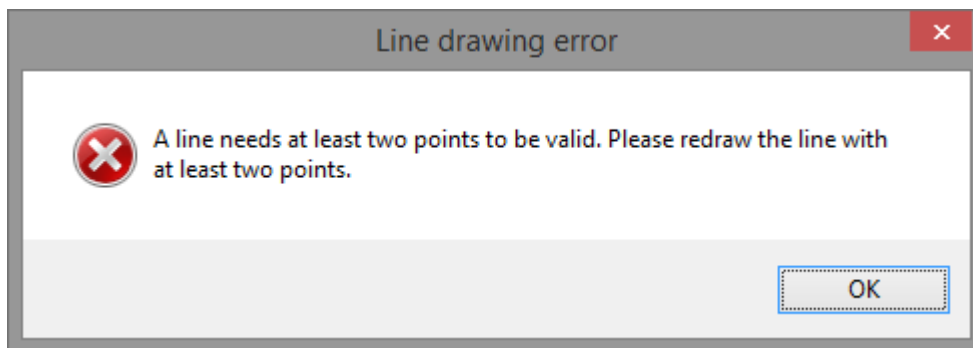 Line drawing error
A line needs at least two points to be valid. Please redraw the line with
at least two points.
OK